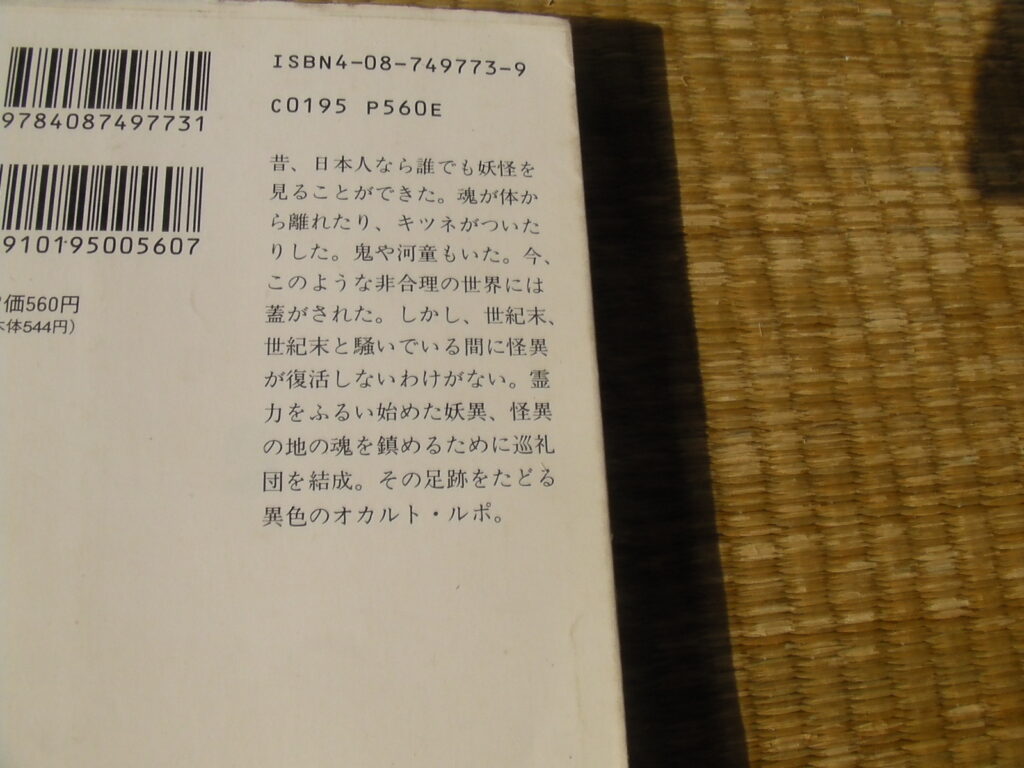 9784087497731
9101195005607
価560円
体544円)
ISBN4-08-749773-9
C0195 P560E
昔、日本人なら誰でも妖怪を
見ることができた。魂が体か
ら離れたり、キツネがついた
りした。鬼や河童もいた。今、
このような非合理の世界には
蓋がされた。しかし、世紀末、
世紀末と騒いでいる間に怪異
が復活しないわけがない。霊
力をふるい始めた妖異、怪異
の地の魂を鎮めるために巡礼
団を結成。その足跡をたどる
異色のオカルト・ルポ。